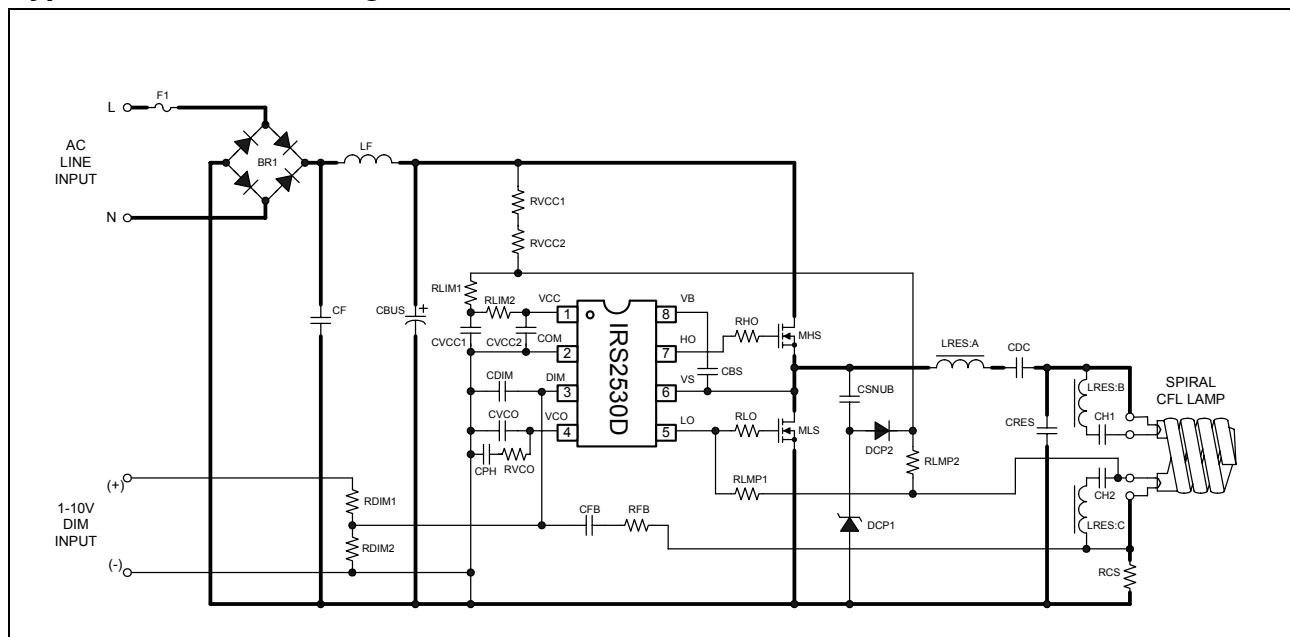 L
F1
AC
LINE
INPUT
BR1
N
LF
CF
CBUS
+
RVCC1
RVCC2
RLIM1
RLIM2
VCC
VB
CVCC1
CVCC2
COM
1
2
3
4
8
7
6
5
IRS2530D
HO
RHO
MHS
CDIM
DIM
CBS
VS
CVCO
VCO
LO
RLO
MLS
CPH
RVCO
CSNUB
DCP2
RLMP1
RLMP2
DCP1
LRES:A
CDC
LRES:B
CH1
SPIRAL
CFL LAMP
CRES
CH2
LRES:C
RCS
(+)
1-10V
DIM
INPUT
(-)
RDIM1
RDIM2
CFB
RFB